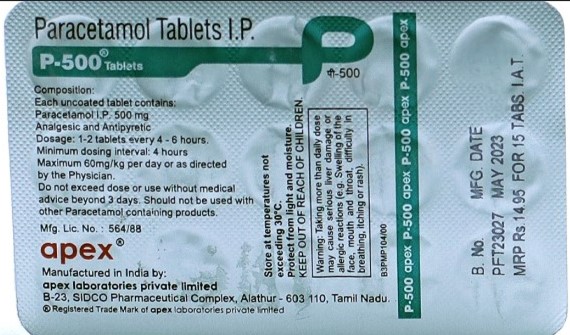 Paracetamol Tablets I.P.
P-500® Tablets
P
पी-500
Composition:
Each uncoated tablet contains:
Paracetamol I.P. 500 mg
Analgesic and Antipyretic
Dosage: 1-2 tablets every 4 - 6 hours.
Minimum dosing interval: 4 hours
Maximum 60mg/kg per day or as directed
by the Physician.
Do not exceed dose or use without medical
advice beyond 3 days. Should not be used with
other Paracetamol containing products.
Mfg. Lic. No. : 564/88
apex®
Manufactured in India by:
apex laboratories private limited
B-23, SIDCO Pharmaceutical Complex, Alathur - 603 110, Tamil Nadu.
® Registered Trade Mark of apex laboratories private limited
Store at temperatures not
exceeding 30°C.
Protect from light and moisture.
KEEP OUT OF REACH OF CHILDREN.
Warning: Taking more than daily dose
may cause serious liver damage or
allergic reactions (e.g. Swelling of the
face, mouth and throat, difficulty in
breathing, itching or rash).
B3PMP104/00
P-500 apex P-500 apex P-500 apex P-500 apex
B. No. MFG DATE
PFT23027 MAY 2023
MRP Rs.14.95 FOR 15 TABS. I.A.T.